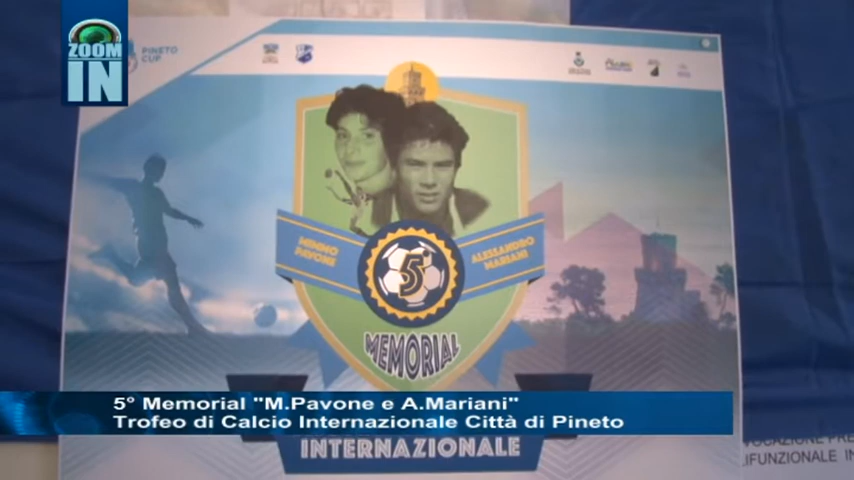 ZOOM
IN
PINETO
CUP
MIMMO
PAVONE
ALESSANDRO
MARIANI
5°
MEMORIAL
5° Memorial "M.Pavone e A.Mariani"
Trofeo di Calcio Internazionale Città di Pineto
INTERNAZIONALE